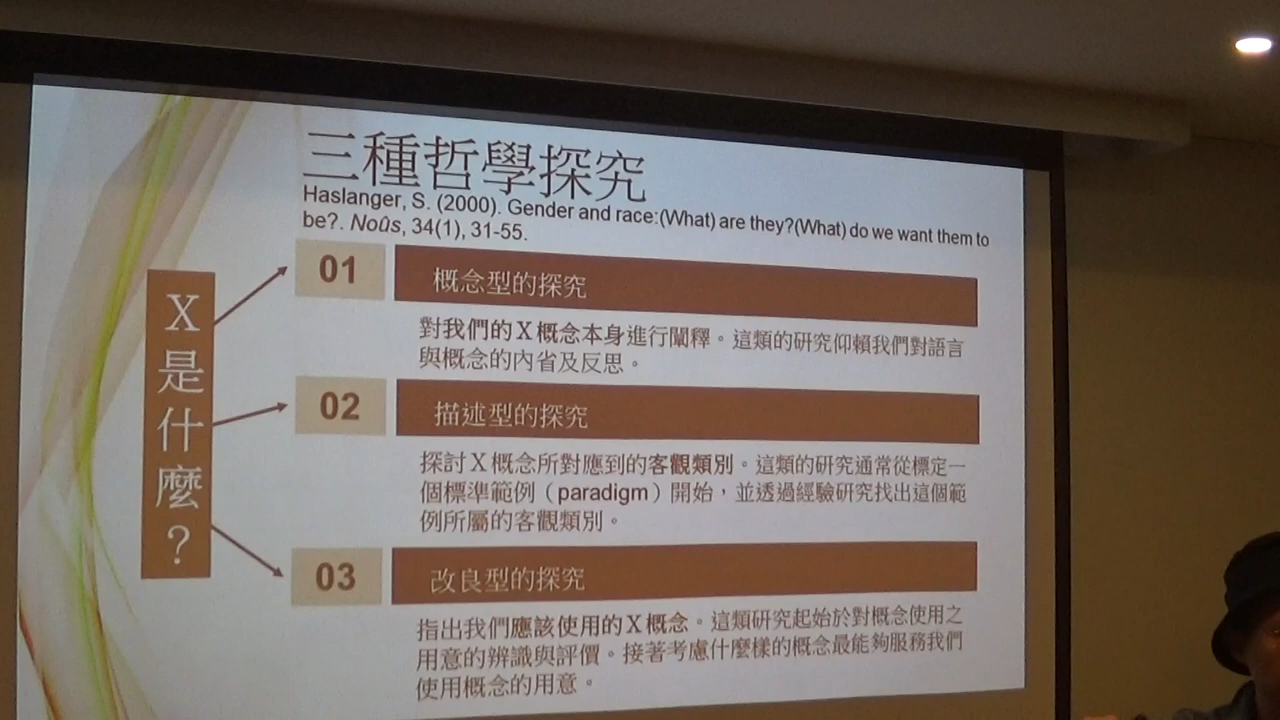 三種哲學探究
Haslanger, S. (2000). Gender and race:(What) are they?(What) do we want them to
be?. Noûs, 34(1), 31-55.
X是什麼？
01
概念型的探究
對我們的X概念本身進行闡釋。這類的研究仰賴我們對語言
與概念的內省及反思。
02
描述型的探究
探討X概念所對應到的客觀類別。這類的研究通常從標定一
個標準範例（paradigm）開始，並透過經驗研究找出這個範
例所屬的客觀類別。
03
改良型的探究
指出我們應該使用的X概念。這類研究起始於對概念使用之
用意的辨識與評價。接著考慮什麼樣的概念最能夠服務我們
使用概念的用意。